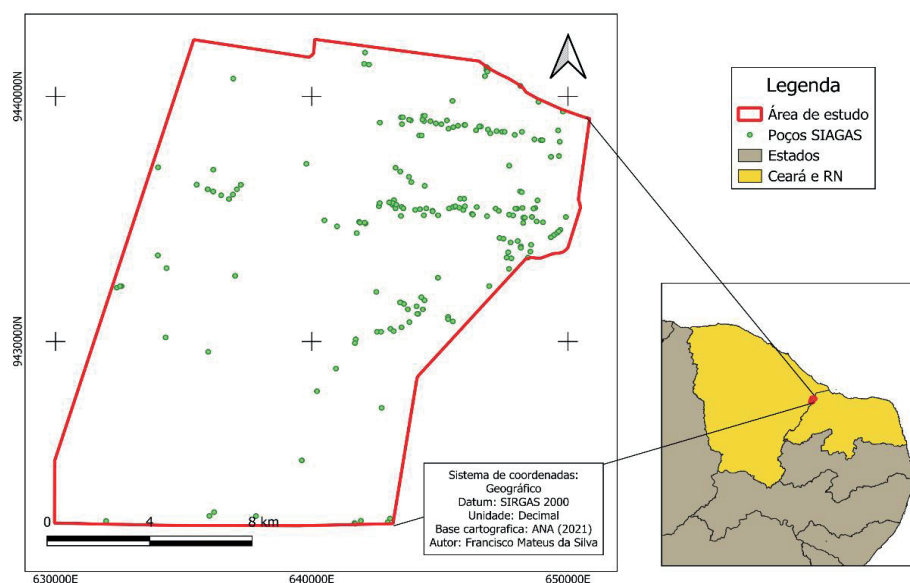 9440000N
9430000N
630000E
640000E
650000E
0
4
8 km
Legenda
Área de estudo
Poços SIAGAS
Estados
Ceará e RN
Sistema de coordenadas:
Geográfico
Datum: SIRGAS 2000
Unidade: Decimal
Base cartografica: ANA (2021)
Autor: Francisco Mateus da Silva